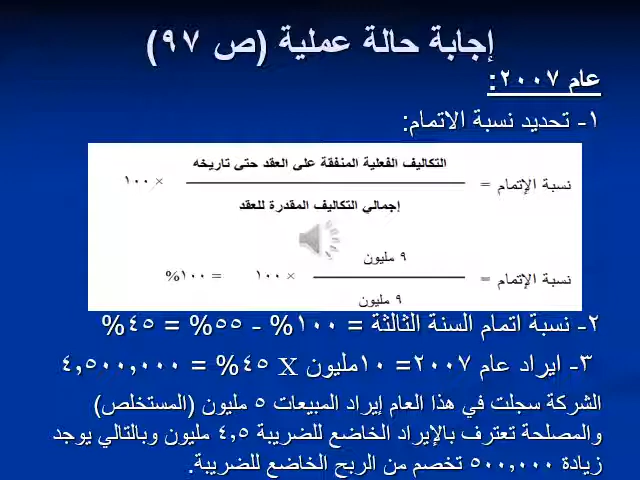 إجابة حالة عملية (ص ٩٧)
عام ٢٠٠٧:
١- تحديد نسبة الاتمام:
التكاليف الفعلية المنفقة على العقد حتى تاريخه
نسبة الإتمام = × ١٠٠
إجمالي التكاليف المقدرة للعقد
٩ مليون
نسبة الإتمام = × ١٠٠ = ١٠٠%
٩ مليون
٢- نسبة اتمام السنة الثالثة = ١٠٠% - ٥٥% = ٤٥%
٣- ايراد عام ٢٠٠٧= ١٠مليون X ٤٥% = ٤,٥٠٠,٠٠٠
الشركة سجلت في هذا العام إيراد المبيعات ٥ مليون (المستخلص)
والمصلحة تعترف بالإيراد الخاضع للضريبة ٤,٥ مليون وبالتالي يوجد
زيادة ٥٠٠,٠٠٠ تخصم من الربح الخاضع للضريبة.